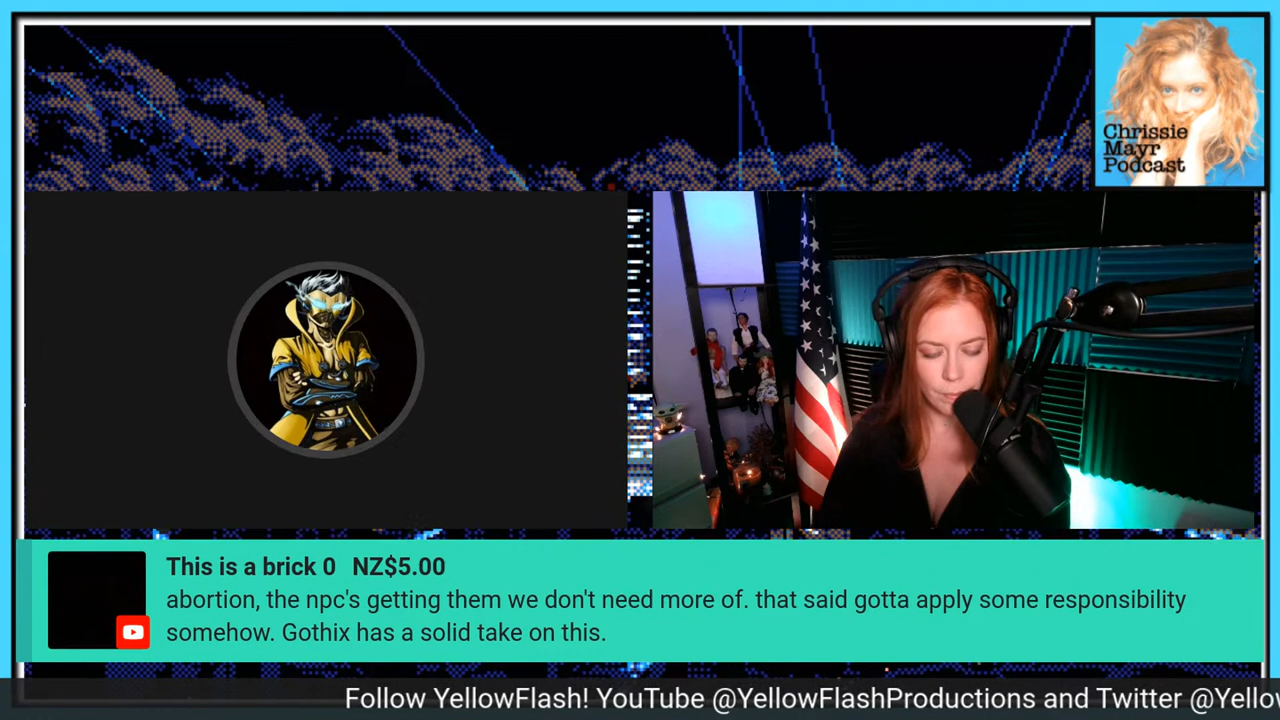 Chrissie
Mayr
Podcast
This is a brick 0 NZ$5.00
abortion, the npc's getting them we don't need more of. that said gotta apply some responsibility
somehow. Gothix has a solid take on this.
Follow YellowFlash! YouTube @YellowFlashProductions and Twitter @Yello